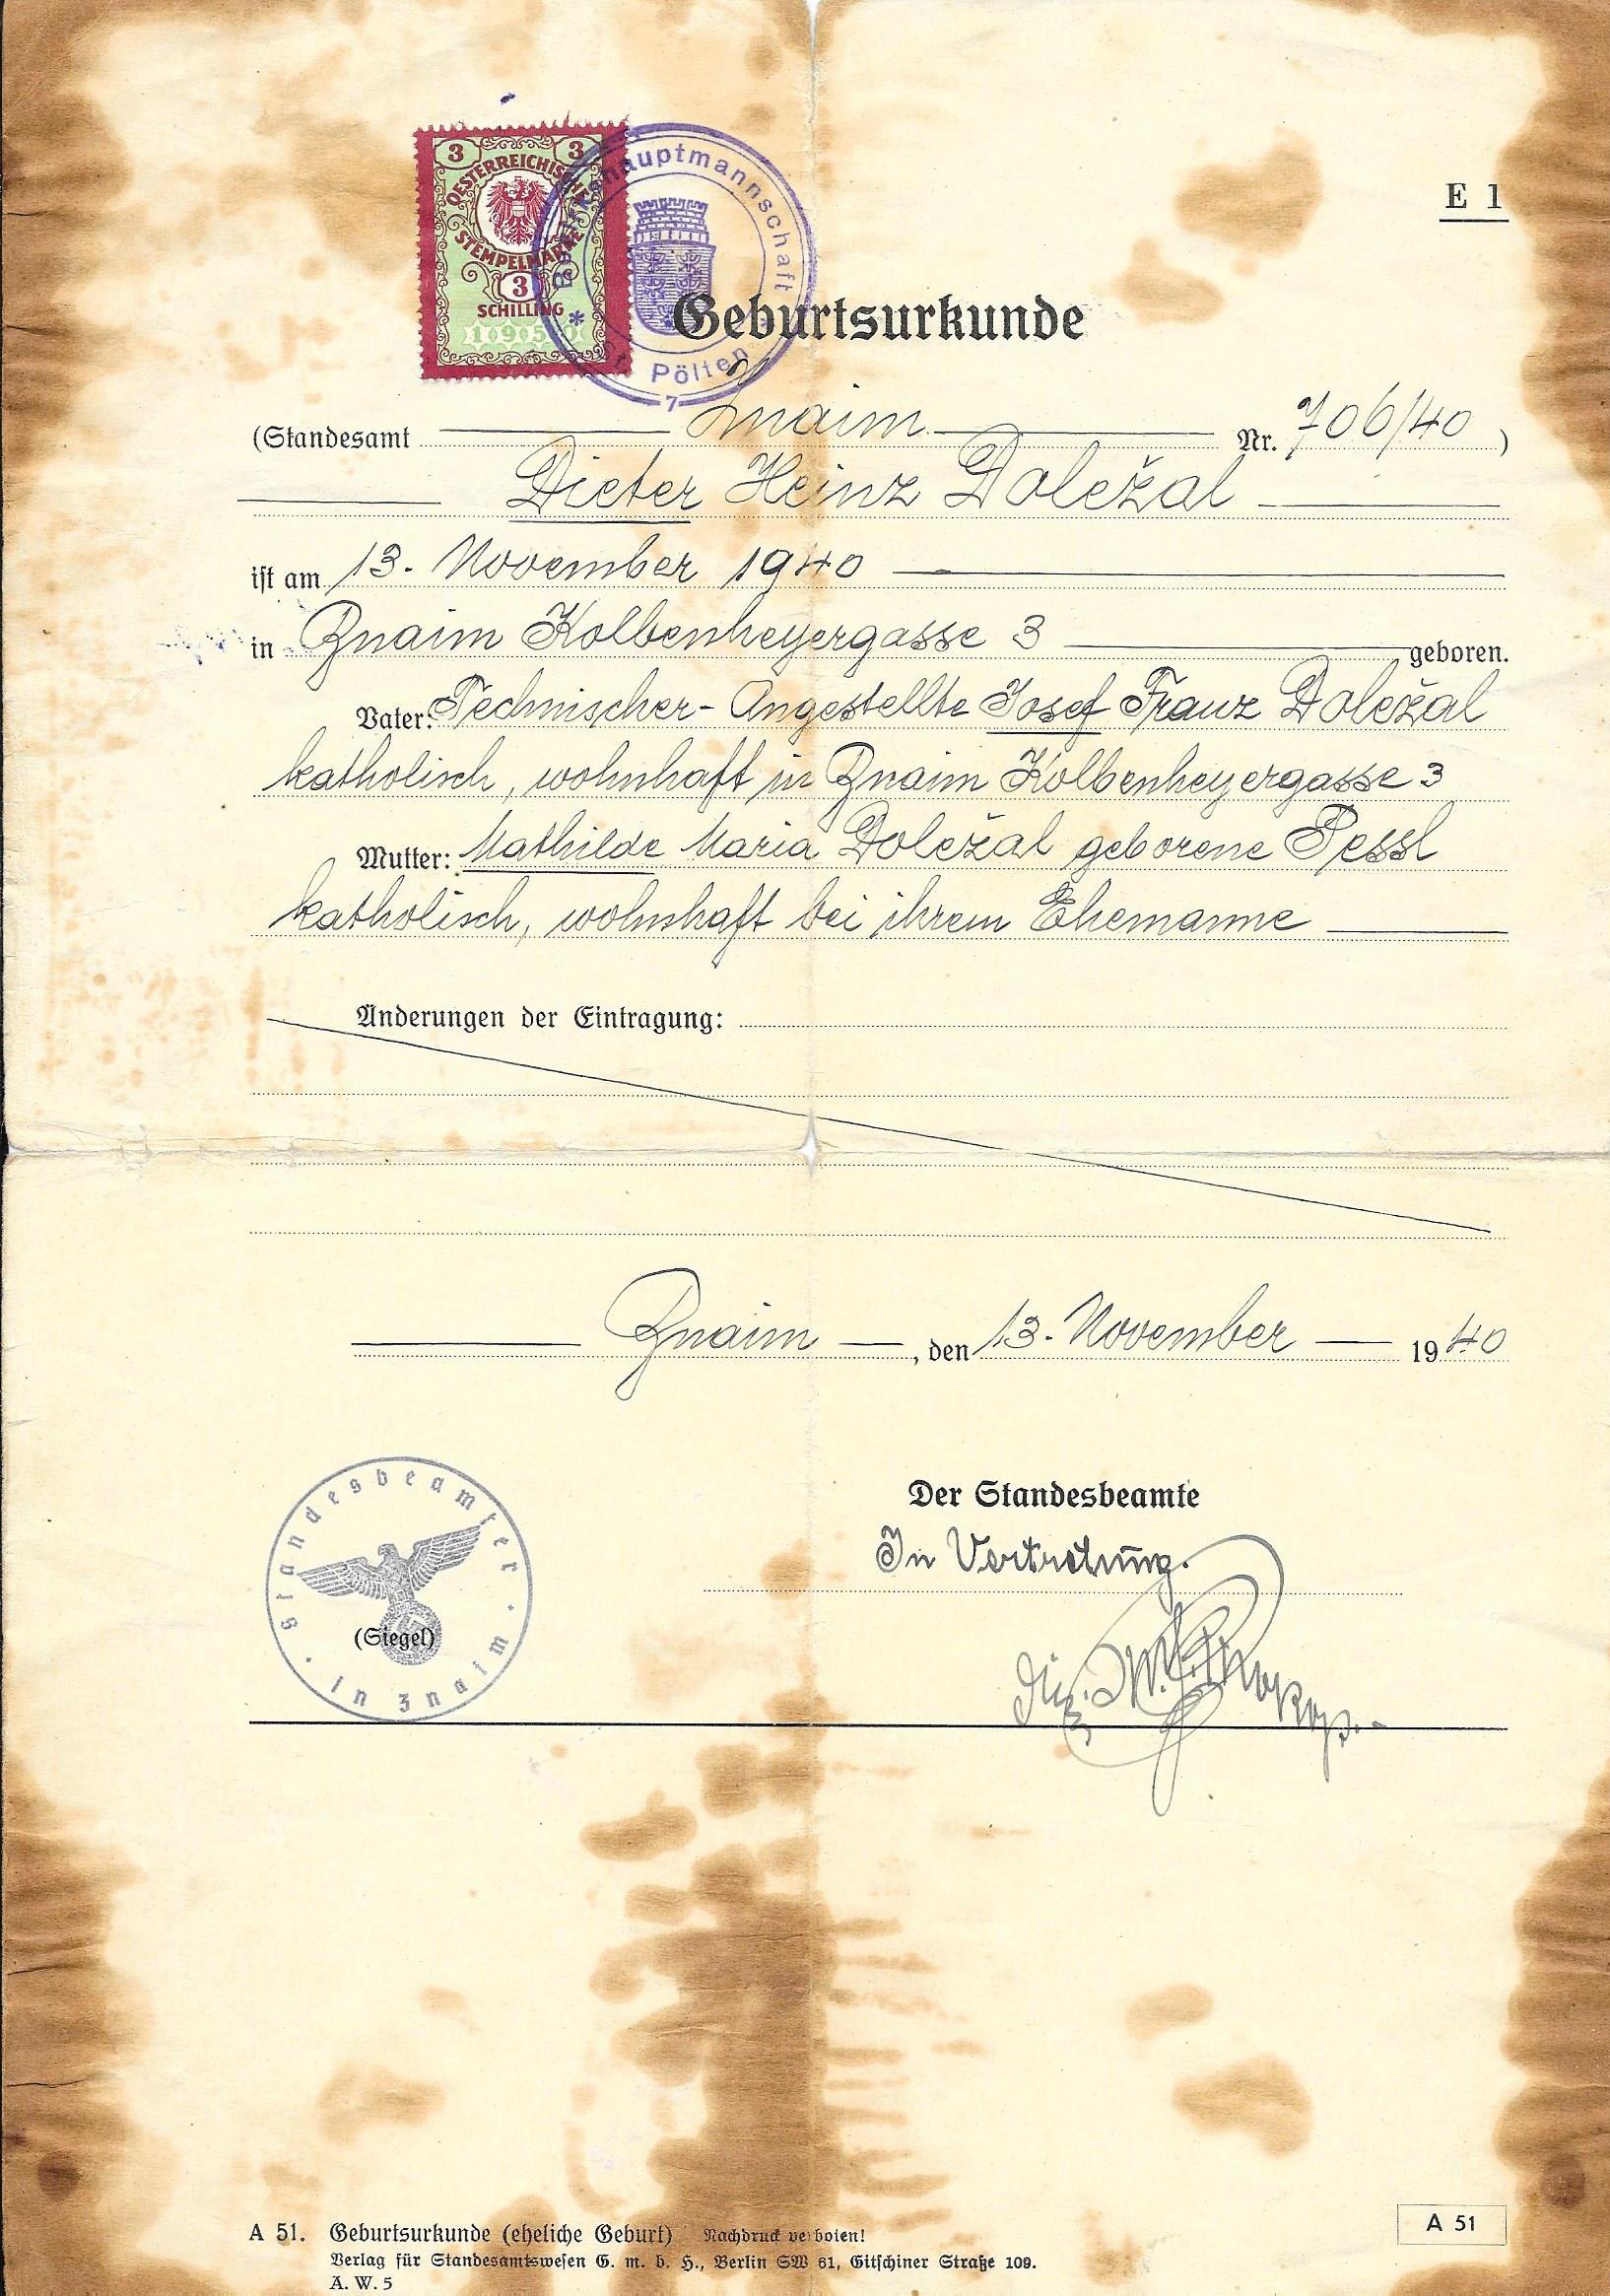 3 3
OESTERREICHISCHE
STEMPELMARKE
3
SCHILLING
195
Bezirkshauptmannschaft
St. Pölten
7
E 1
Geburtsurkunde
(Standesamt Znaim Nr. 706/40)
Dieter Heinz Doležal
ist am 13. November 1940
in Znaim Kolbenheyergasse 3 geboren.
Vater: Technischer-Angestellte Josef Franz Doležal
katholisch, wohnhaft in Znaim Kolbenheyergasse 3
Mutter: Mathilde Maria Doležal geborene Pessl
katholisch, wohnhaft bei ihrem Ehemanne
Änderungen der Eintragung:
Znaim, den 13. November 1940
Der Standesbeamte
In Vertretung.
Standesbeamter
in Znaim
(Siegel)
A 51. Geburtsurkunde (eheliche Geburt) Nachdruck verboten!
Verlag für Standesamtswesen G. m. b. H., Berlin SW 61, Gitschiner Straße 109.
A. W. 5
A 51